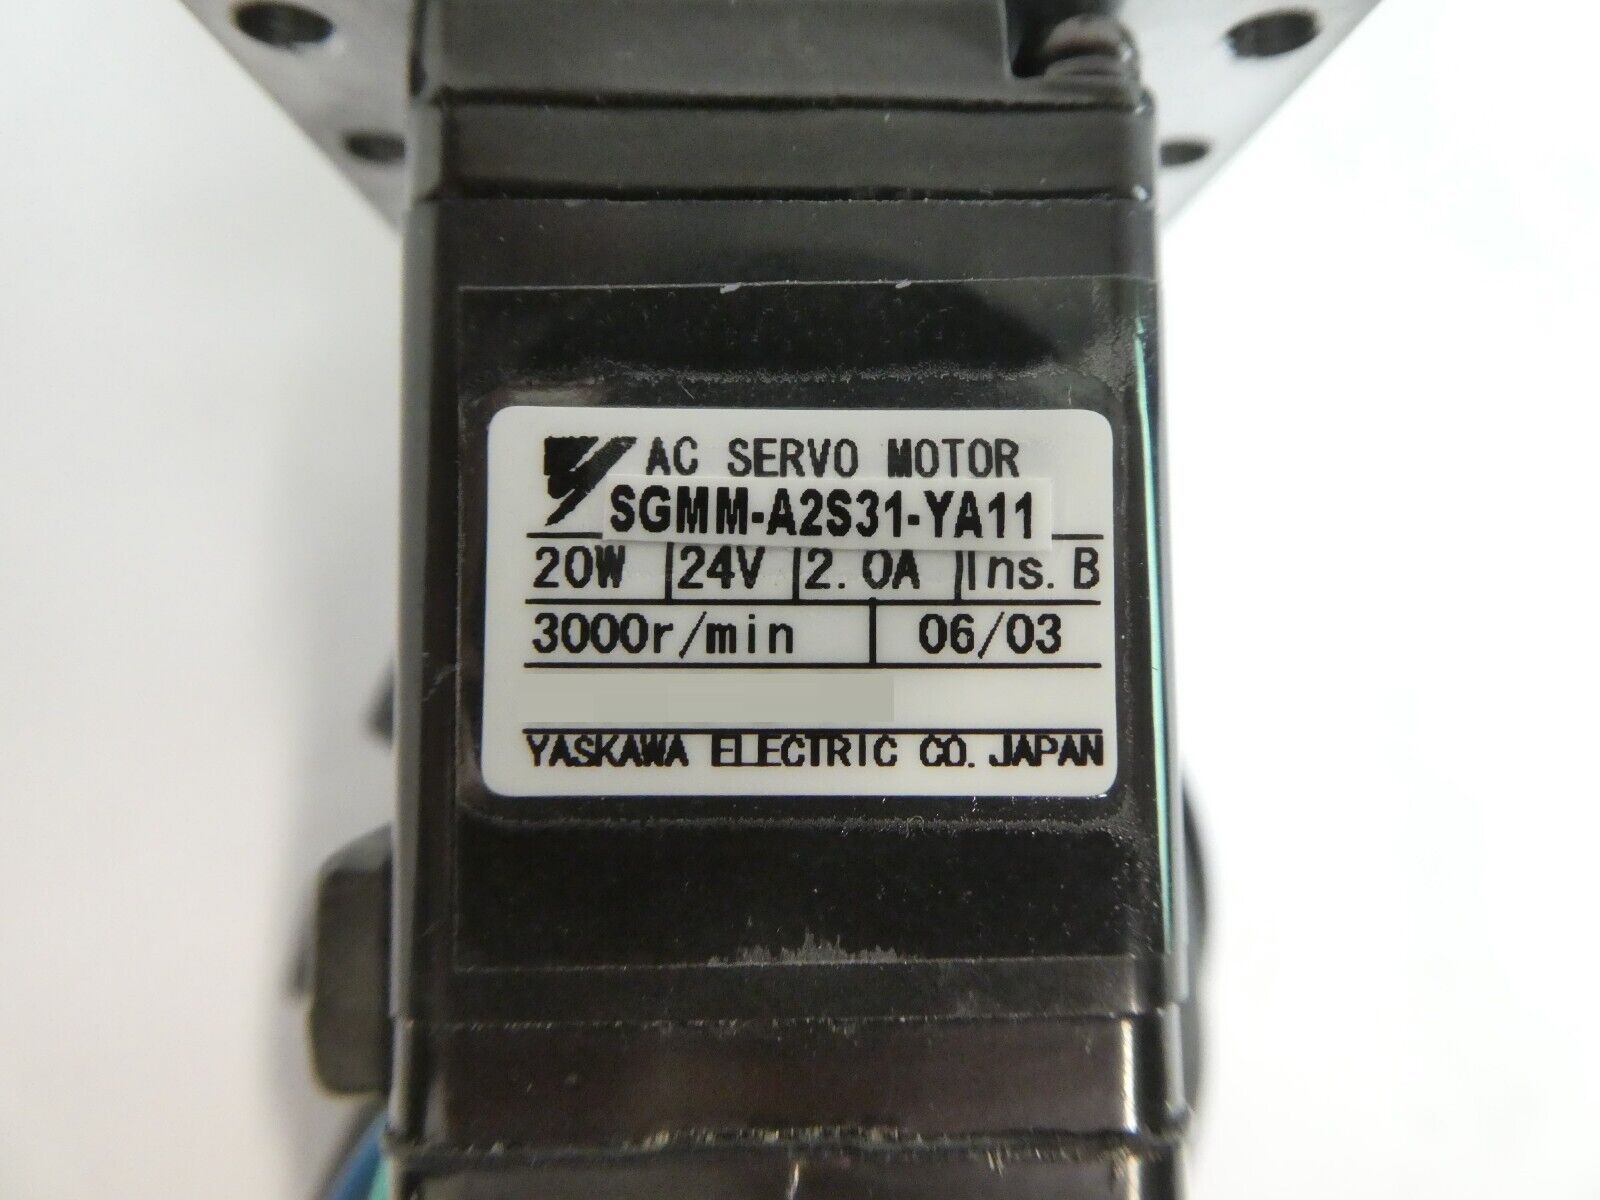 AC SERVO MOTOR
SGMM-A2S31-YA11
20W 24V 2.0A Ins. B
3000r/min 06/03
YASKAWA ELECTRIC CO. JAPAN